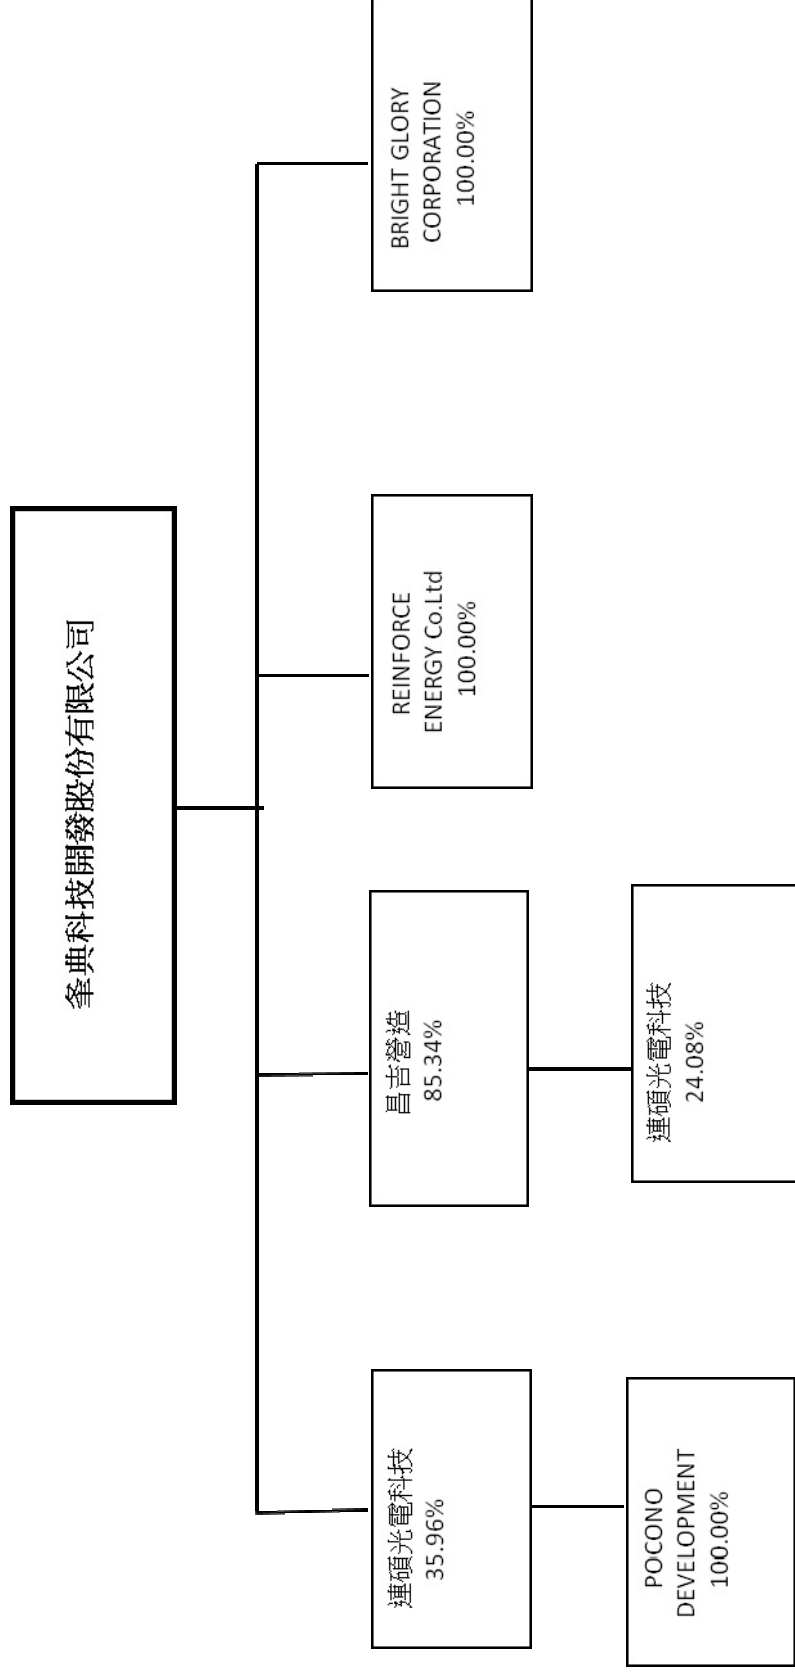 夆典科技開發股份有限公司
連碩光電科技
35.96%
昌吉營造
85.34%
REINFORCE
ENERGY Co.Ltd
100.00%
BRIGHT GLORY
CORPORATION
100.00%
POCONO
DEVELOPMENT
100.00%
連碩光電科技
24.08%